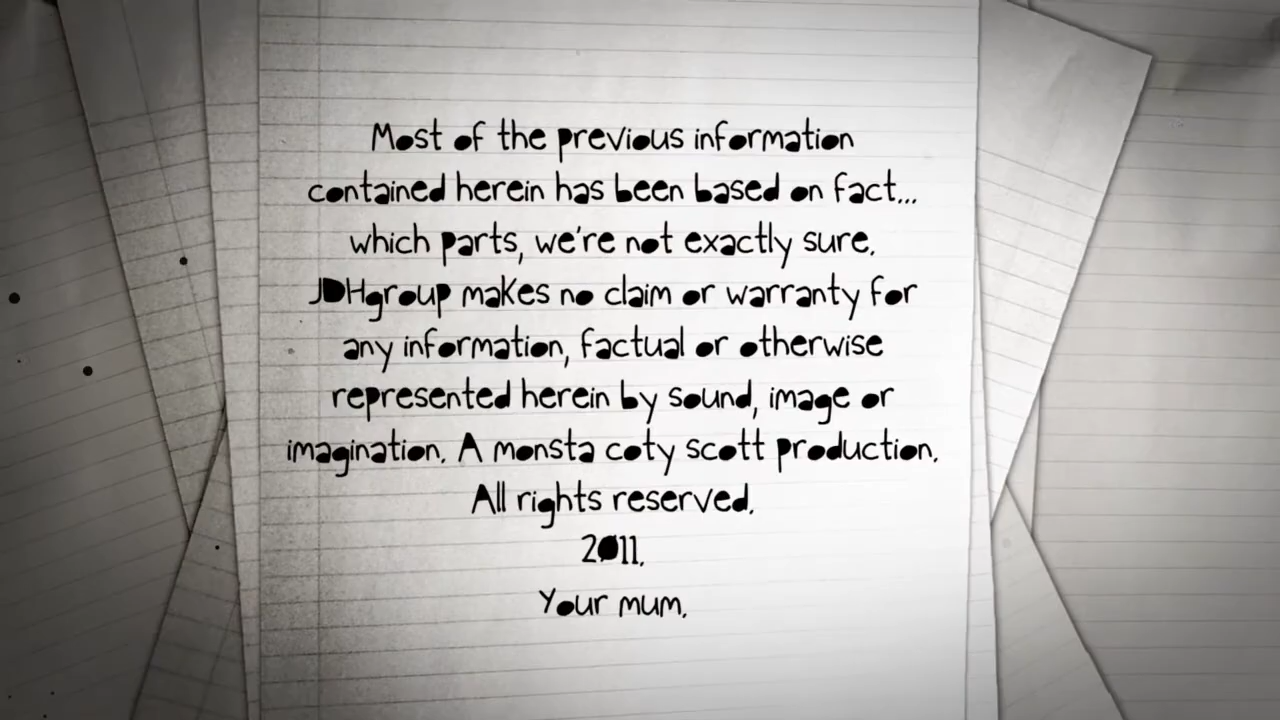 Most of the previous information
contained herein has been based on fact...
which parts, we're not exactly sure.
JDHgroup makes no claim or warranty for
any information, factual or otherwise
represented herein by sound, image or
imagination. A monsta coty scott production.
All rights reserved.
2011.
Your mum.